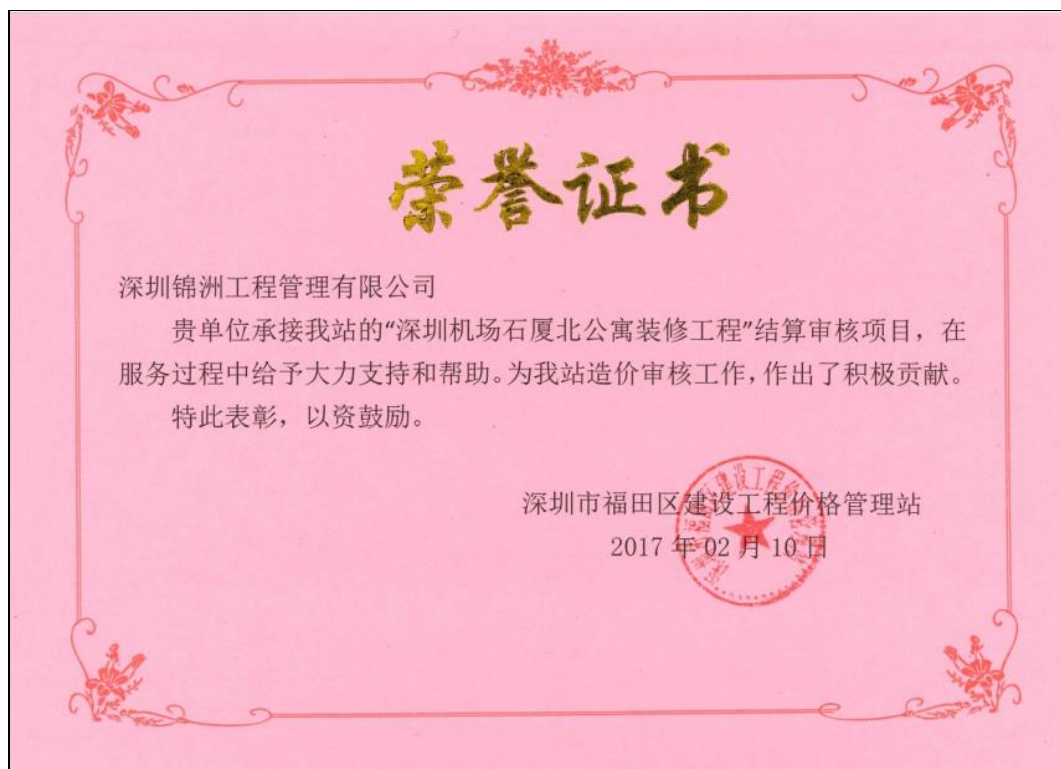 荣誉证书
深圳锦洲工程管理有限公司
贵单位承接我站的“深圳机场石厦北公寓装修工程”结算审核项目，在
服务过程中给予大力支持和帮助。为我站造价审核工作，作出了积极贡献。
特此表彰，以资鼓励。
深圳市福田区建设工程价格管理站
2017 年 02 月 10 日